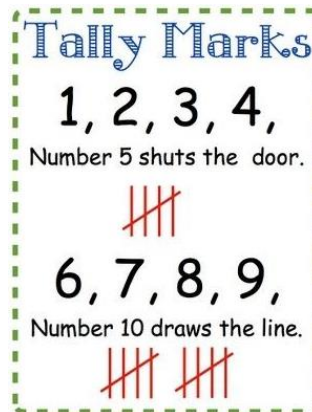 Tally Marks
1, 2, 3, 4,
Number 5 shuts the door.
6, 7, 8, 9,
Number 10 draws the line.